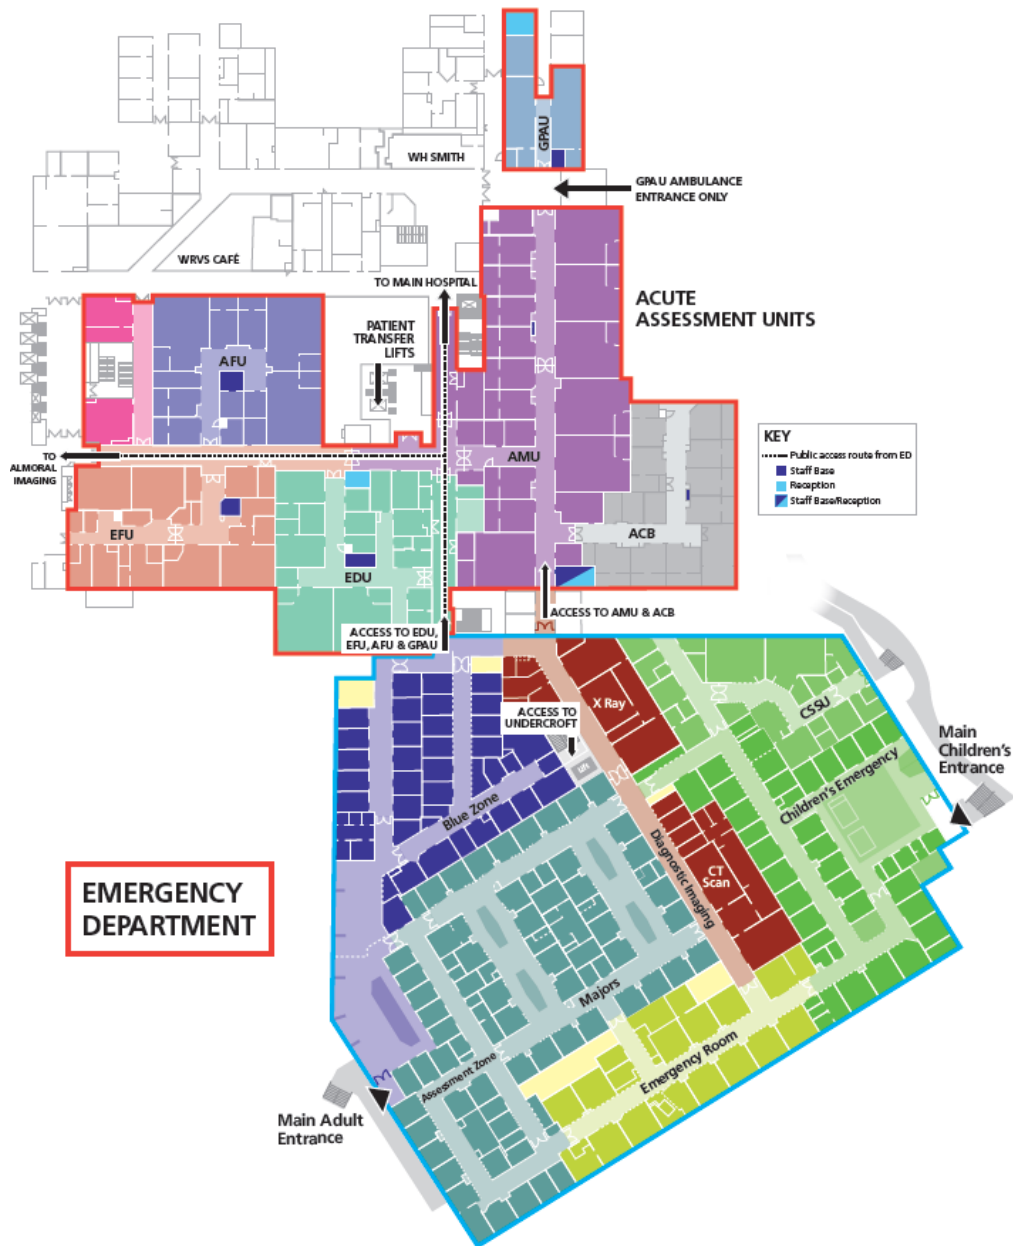 GPAU
WH SMITH
GPAU AMBULANCE
ENTRANCE ONLY
WRVS CAFÉ
TO MAIN HOSPITAL
ACUTE
ASSESSMENT UNITS
PATIENT
TRANSFER
LIFTS
AFU
KEY
Public access route from ED
Staff Base
Reception
Staff Base/Reception
TO
ALMORAL
IMAGING
AMU
EFU
ACB
EDU
ACCESS TO EDU,
EFU, AFU & GPAU
ACCESS TO AMU & ACB
X Ray
ACCESS TO
UNDERCROFT
Lift
CSSU
Main
Children's
Entrance
Blue Zone
Children's Emergency
Diagnostic Imaging
CT
Scan
EMERGENCY
DEPARTMENT
Majors
Assessment Zone
Emergency Room
Main Adult
Entrance